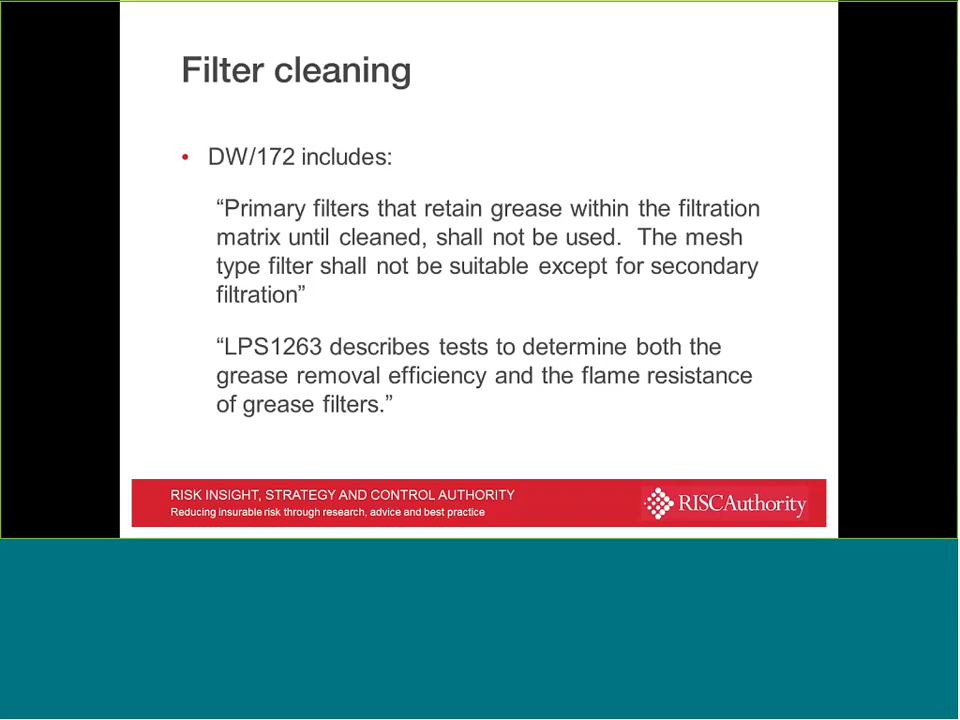 Filter cleaning
• DW/172 includes:
“Primary filters that retain grease within the filtration
matrix until cleaned, shall not be used.  The mesh
type filter shall not be suitable except for secondary
filtration”
“LPS1263 describes tests to determine both the
grease removal efficiency and the flame resistance
of grease filters.”
RISK INSIGHT, STRATEGY AND CONTROL AUTHORITY
Reducing insurable risk through research, advice and best practice
RISCAuthority